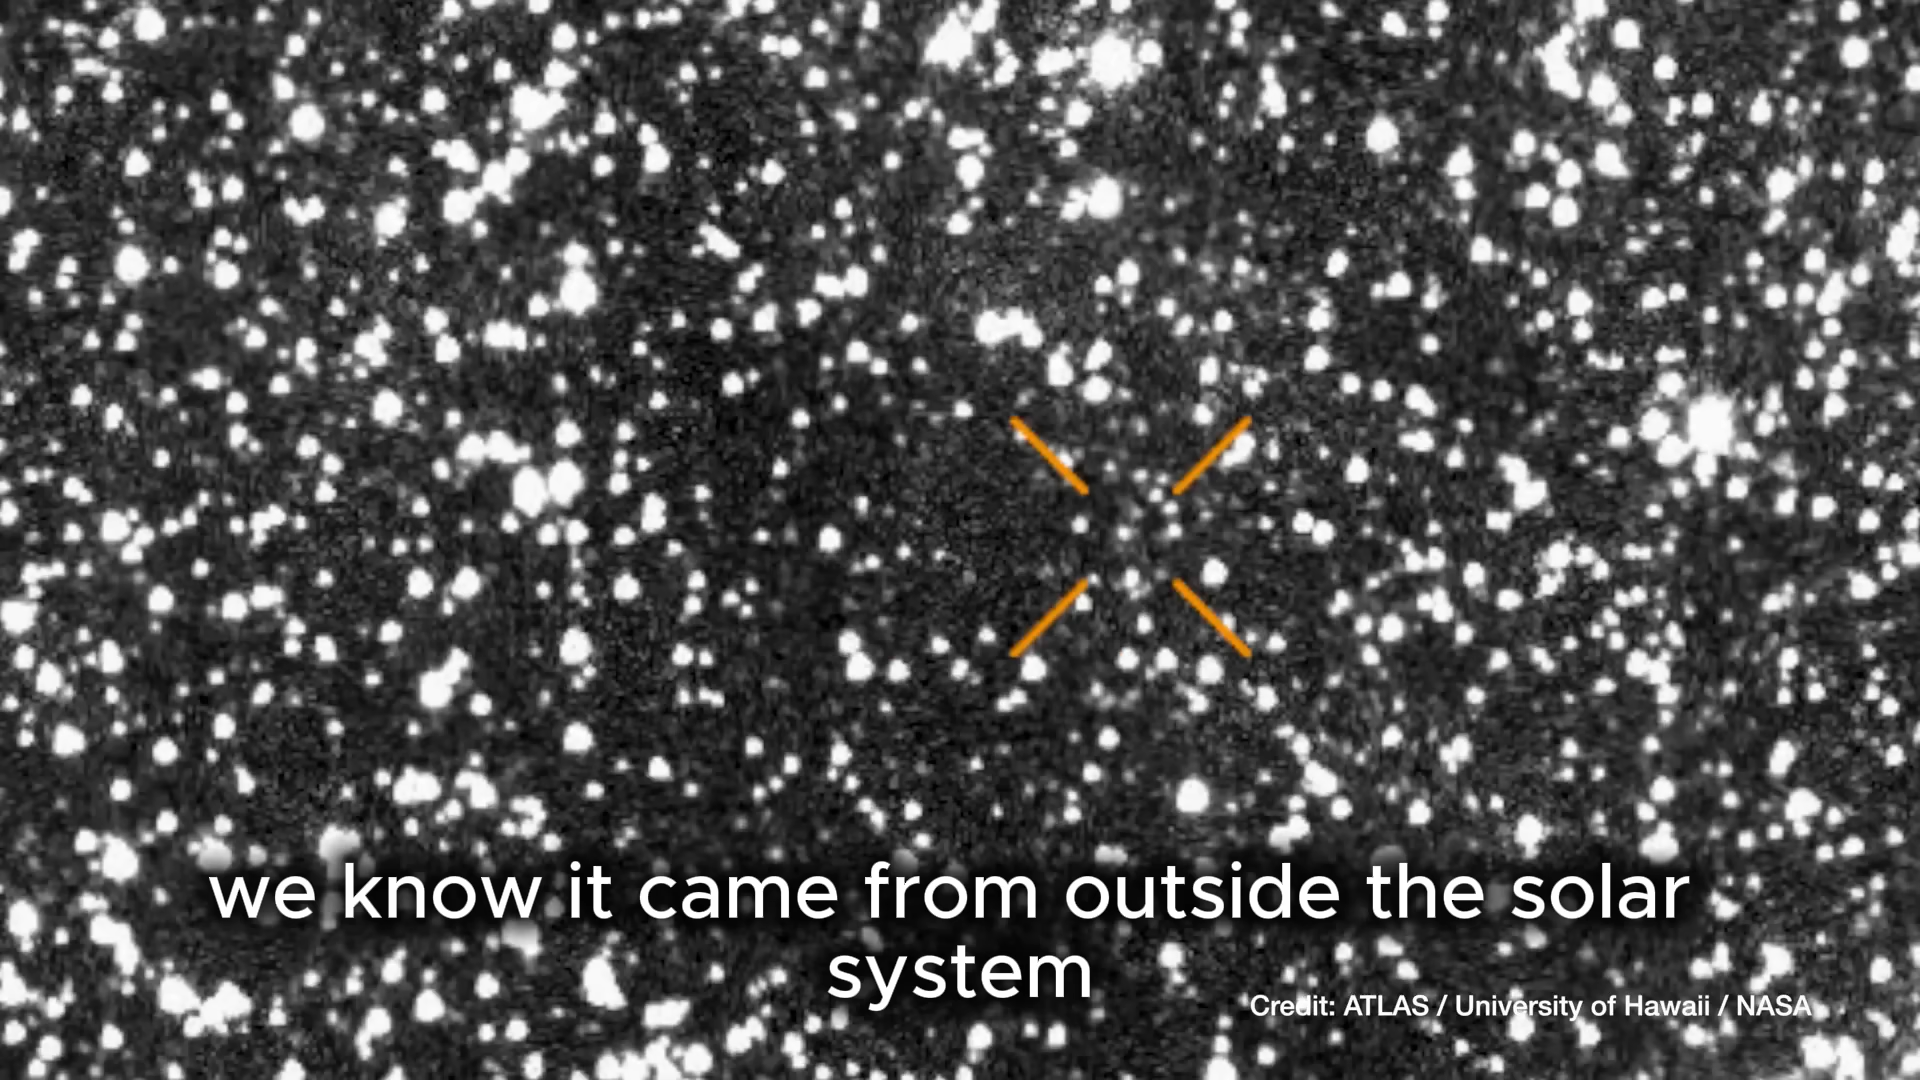 we know it came from outside the solar
system
Credit: ATLAS / University of Hawaii / NASA